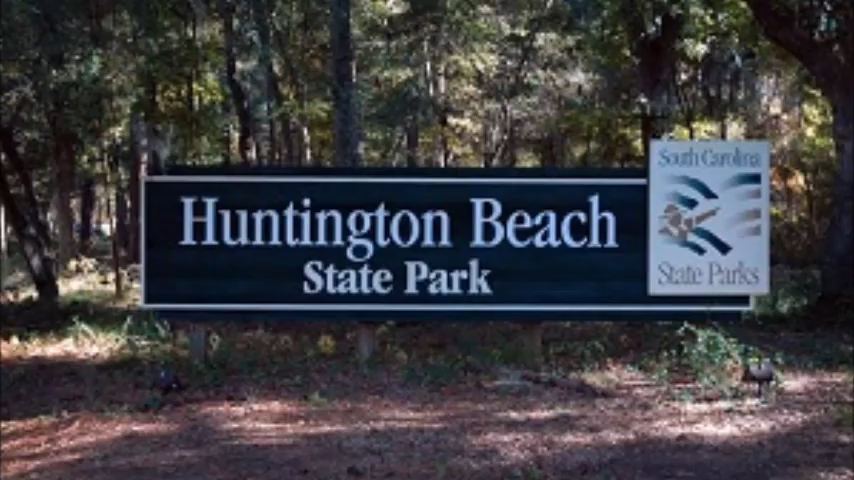 Huntington Beach
State Park
South Carolina
State Parks